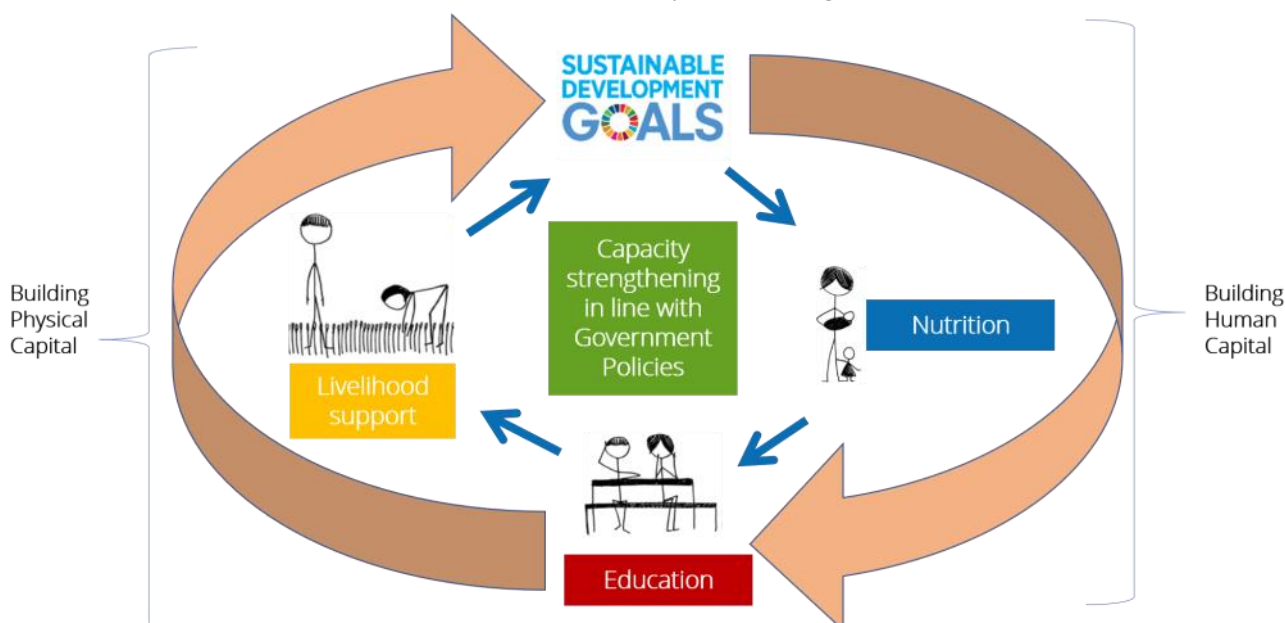 SUSTAINABLE
DEVELOPMENT
GOALS
Building
Physical
Capital
Livelihood
support
Capacity
strengthening
in line with
Government
Policies
Nutrition
Education
Building
Human
Capital